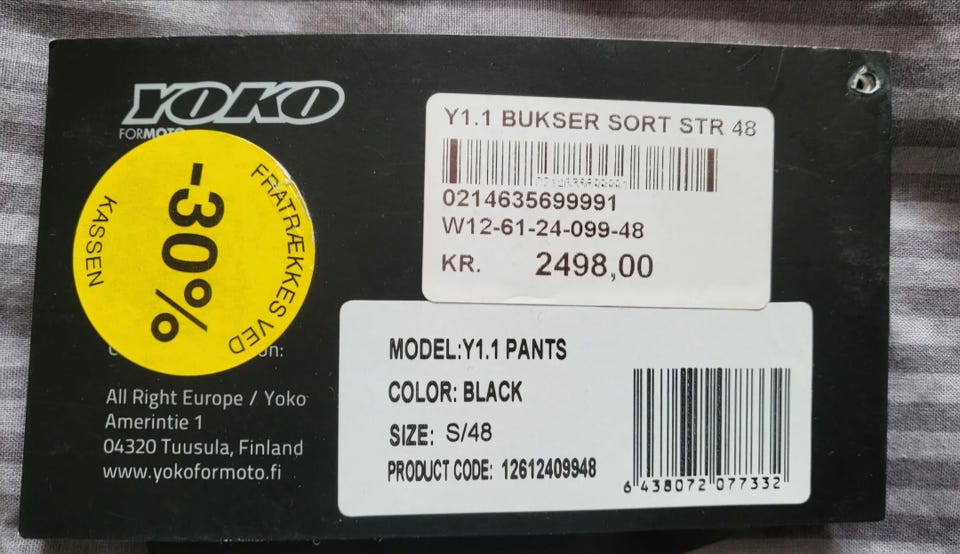 YOKO
FORMOTO
-30%
FRATRÆKKES VED
KASSEN
on:
All Right Europe / Yoko
Amerintie 1
04320 Tuusula, Finland
www.yokoformoto.fi
Y1.1 BUKSER SORT STR 48
0214635699991
W12-61-24-099-48
KR. 2498,00
MODEL:Y1.1 PANTS
COLOR: BLACK
SIZE: S/48
PRODUCT CODE: 12612409948
6 438072 077332